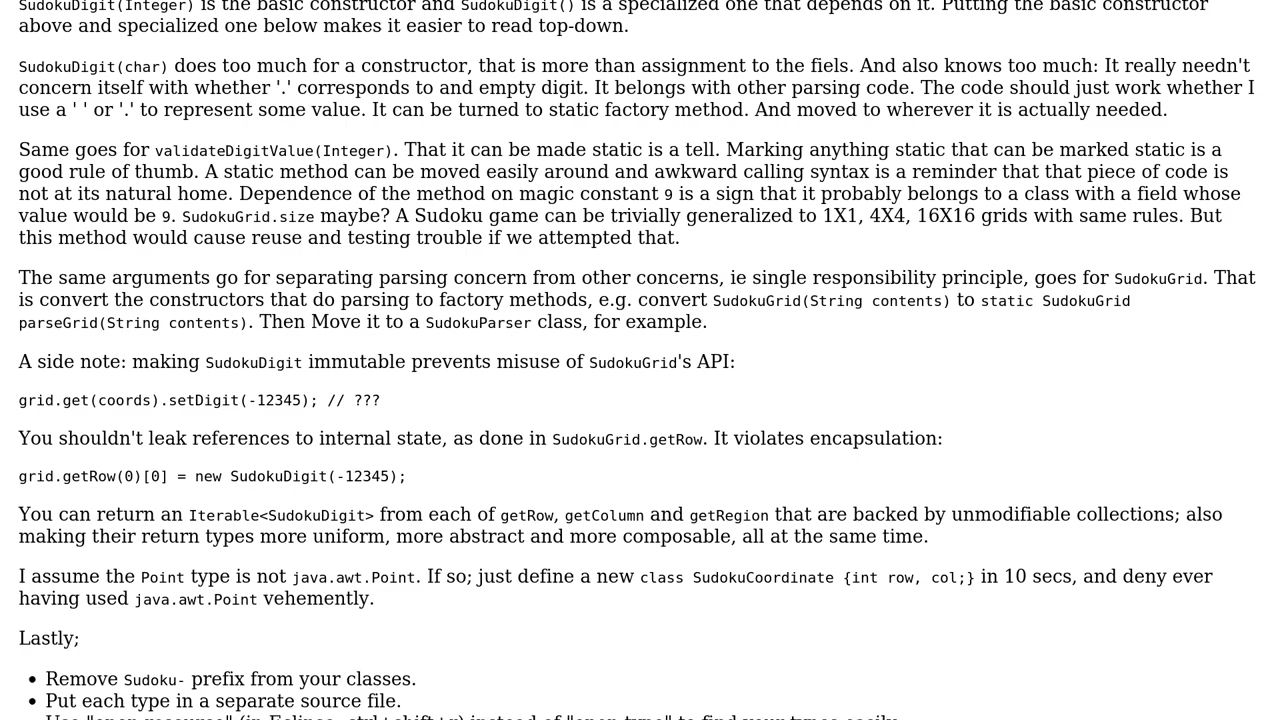 SudokuDigit(Integer) is the basic constructor and SudokuDigit() is a specialized one that depends on it. Putting the basic constructor
above and specialized one below makes it easier to read top-down.
SudokuDigit(char) does too much for a constructor, that is more than assignment to the fiels. And also knows too much: It really needn't
concern itself with whether '.' corresponds to and empty digit. It belongs with other parsing code. The code should just work whether I
use a ' ' or '.' to represent some value. It can be turned to static factory method. And moved to wherever it is actually needed.
Same goes for validateDigitValue(Integer). That it can be made static is a tell. Marking anything static that can be marked static is a
good rule of thumb. A static method can be moved easily around and awkward calling syntax is a reminder that that piece of code is
not at its natural home. Dependence of the method on magic constant 9 is a sign that it probably belongs to a class with a field whose
value would be 9. SudokuGrid.size maybe? A Sudoku game can be trivially generalized to 1X1, 4X4, 16X16 grids with same rules. But
this method would cause reuse and testing trouble if we attempted that.
The same arguments go for separating parsing concern from other concerns, ie single responsibility principle, goes for SudokuGrid. That
is convert the constructors that do parsing to factory methods, e.g. convert SudokuGrid(String contents) to static SudokuGrid
parseGrid(String contents). Then Move it to a SudokuParser class, for example.
A side note: making SudokuDigit immutable prevents misuse of SudokuGrid's API:
grid.get(coords).setDigit(-12345); // ???
You shouldn't leak references to internal state, as done in SudokuGrid.getRow. It violates encapsulation:
grid.getRow(0)[0] = new SudokuDigit(-12345);
You can return an Iterable<SudokuDigit> from each of getRow, getColumn and getRegion that are backed by unmodifiable collections; also
making their return types more uniform, more abstract and more composable, all at the same time.
I assume the Point type is not java.awt.Point. If so; just define a new class SudokuCoordinate {int row, col;} in 10 secs, and deny ever
having used java.awt.Point vehemently.
Lastly;
• Remove Sudoku- prefix from your classes.
• Put each type in a separate source file.
• Use "open resource" (in Eclipse, ctrl+shift+r) instead of "open type" to find your types easily.